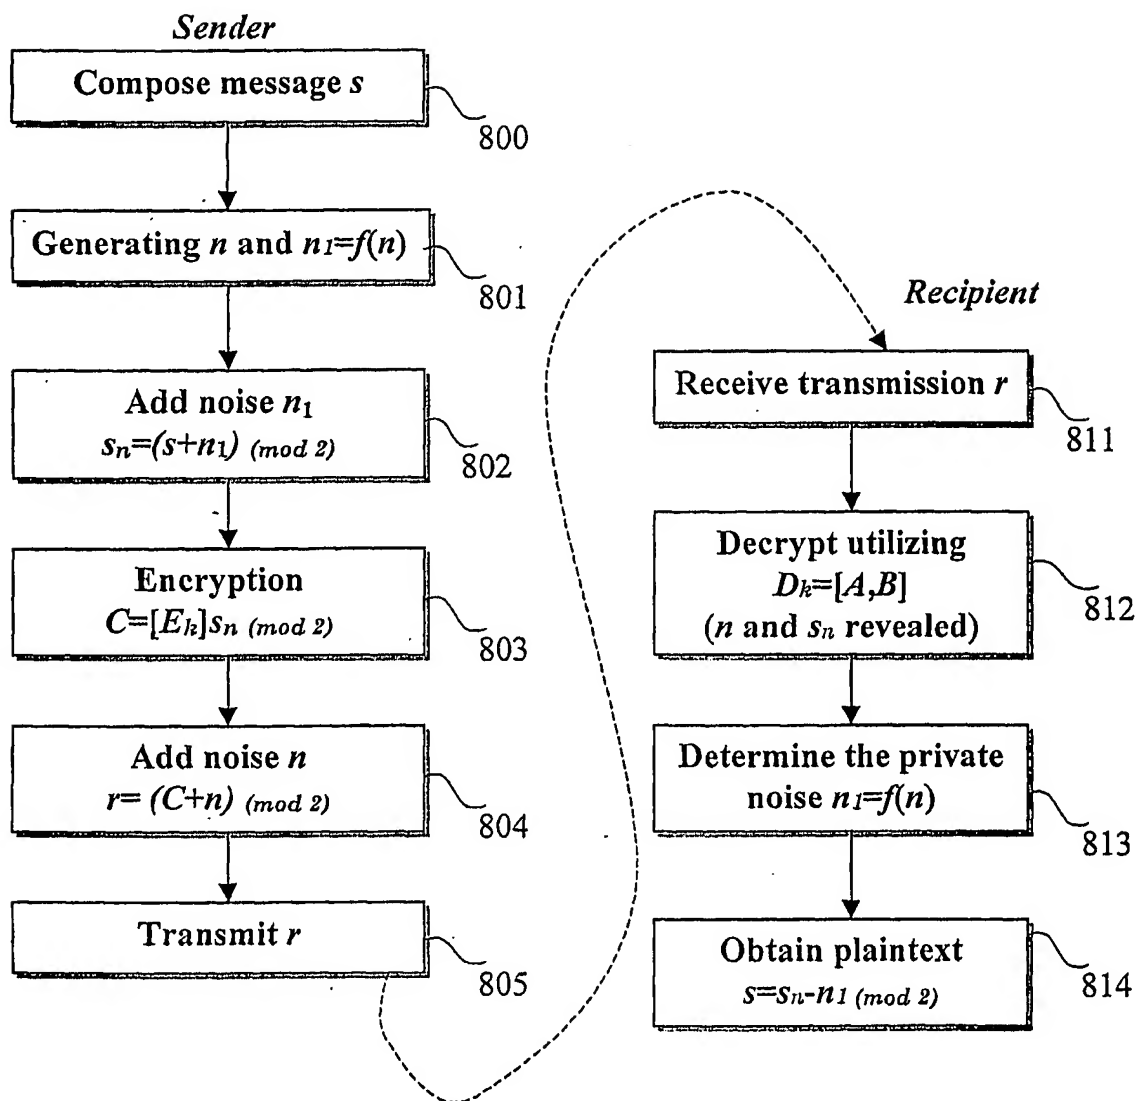 Sender
Compose message s
800
Generating n and n1=f(n)
801
Add noise n1
sn=(s+n1) (mod 2)
802
Encryption
C=[Ek]sn (mod 2)
803
Add noise n
r= (C+n) (mod 2)
804
Transmit r
805
Recipient
Receive transmission r
811
Decrypt utilizing
Dk=[A,B]
(n and sn revealed)
812
Determine the private
noise n1=f(n)
813
Obtain plaintext
s=sn-n1 (mod 2)
814